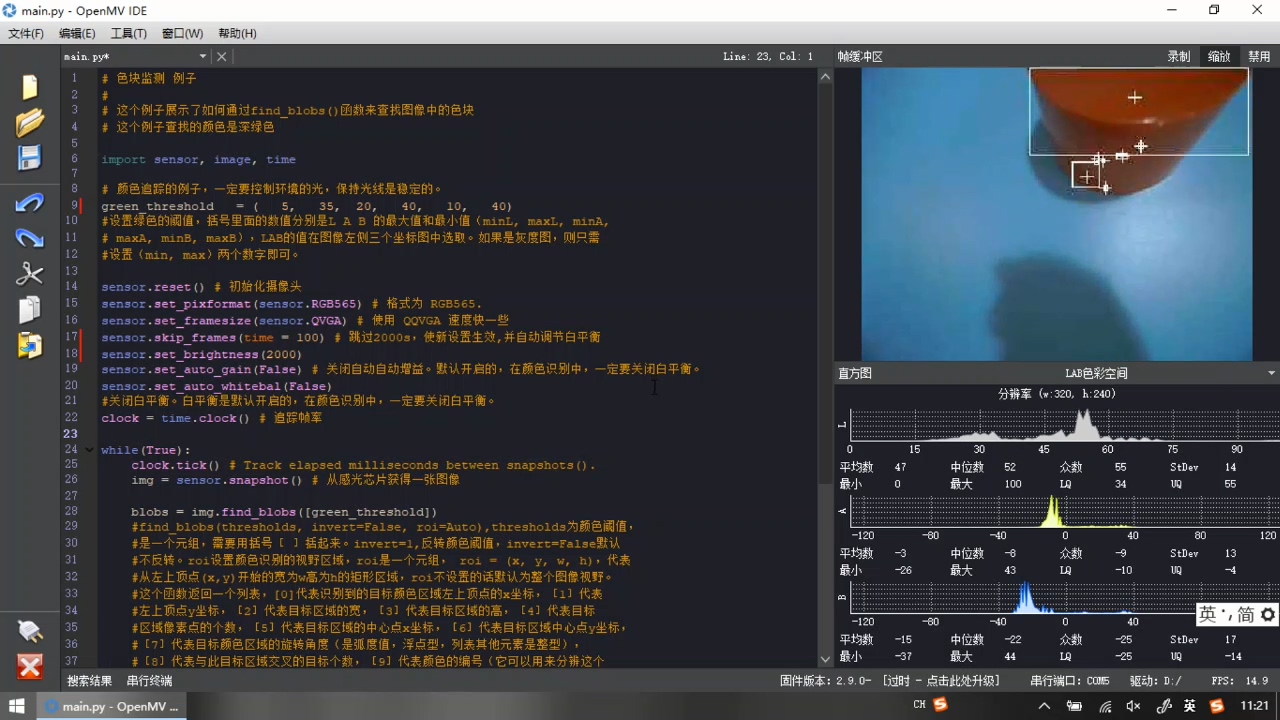 main.py - OpenMV IDE
文件(F) 编辑(E) 工具(T) 窗口(W) 帮助(H)
main.py* Line: 23, Col: 1 帧缓冲区 录制 缩放 禁用
1 # 色块监测 例子
2 #
3 # 这个例子展示了如何通过find_blobs()函数来查找图像中的色块
4 # 这个例子查找的颜色是深绿色
5
6 import sensor, image, time
7
8 # 颜色追踪的例子，一定要控制环境的光，保持光线是稳定的。
9 green_threshold = ( 5, 35, 20, 40, 10, 40)
10 #设置绿色的阈值，括号里面的数值分别是L A B 的最大值和最小值（minL, maxL, minA,
11 # maxA, minB, maxB），LAB的值在图像左侧三个坐标图中选取。如果是灰度图，则只需
12 #设置（min, max）两个数字即可。
13
14 sensor.reset() # 初始化摄像头
15 sensor.set_pixformat(sensor.RGB565) # 格式为 RGB565.
16 sensor.set_framesize(sensor.QVGA) # 使用 QQVGA 速度快一些
17 sensor.skip_frames(time = 100) # 跳过2000s，使新设置生效,并自动调节白平衡
18 sensor.set_brightness(2000)
19 sensor.set_auto_gain(False) # 关闭自动自动增益。默认开启的，在颜色识别中，一定要关闭白平衡。
20 sensor.set_auto_whitebal(False)
21 #关闭白平衡。白平衡是默认开启的，在颜色识别中，一定要关闭白平衡。
22 clock = time.clock() # 追踪帧率
23
24 while(True):
25 clock.tick() # Track elapsed milliseconds between snapshots().
26 img = sensor.snapshot() # 从感光芯片获得一张图像
27
28 blobs = img.find_blobs([green_threshold])
29 #find_blobs(thresholds, invert=False, roi=Auto),thresholds为颜色阈值，
30 #是一个元组，需要用括号［ ］括起来。invert=1,反转颜色阈值，invert=False默认
31 #不反转。roi设置颜色识别的视野区域，roi是一个元组， roi = (x, y, w, h)，代表
32 #从左上顶点(x,y)开始的宽为w高为h的矩形区域，roi不设置的话默认为整个图像视野。
33 #这个函数返回一个列表，[0]代表识别到的目标颜色区域左上顶点的x坐标，［1］代表
34 #左上顶点y坐标，［2］代表目标区域的宽，［3］代表目标区域的高，［4］代表目标
35 #区域像素点的个数，［5］代表目标区域的中心点x坐标，［6］代表目标区域中心点y坐标，
36 #［7］代表目标颜色区域的旋转角度（是弧度值，浮点型，列表其他元素是整型），
37 #［8］代表与此目标区域交叉的目标个数，［9］代表颜色的编号（它可以用来分辨这个
直方图 LAB色彩空间
分辨率 (w:320, h:240)
L
0 15 30 45 60 75 90
平均数 47 中位数 52 众数 55 StDev 14
最小 0 最大 100 LQ 34 UQ 55
A
-120 -80 -40 0 40 80 120
平均数 -3 中位数 -8 众数 -9 StDev 13
最小 -26 最大 43 LQ -10 UQ -4
B
-120 -80 -40 0 40
英 ·, 简
平均数 -15 中位数 -22 众数 -25 StDev 17
最小 -37 最大 44 LQ -25 UQ -14
搜索结果 串行终端 固件版本: 2.9.0- [过时 - 点击此处升级] 串行端口: COM5 驱动: D:/ FPS: 14.9
main.py - OpenMV ... CH 英 11:21